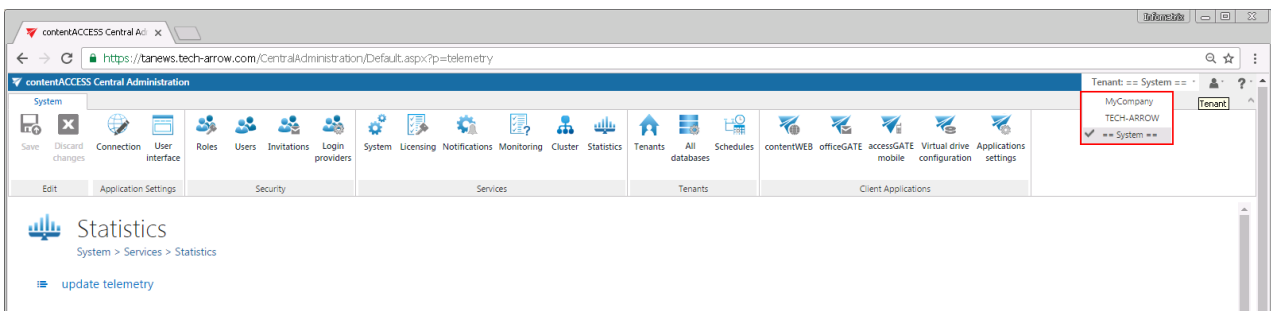 Infometrix
contentACCESS Central Ad
https://tanews.tech-arrow.com/CentralAdministration/Default.aspx?p=telemetry
contentACCESS Central Administration
Tenant: == System ==
?
System
MyCompany
TECH-ARROW
== System ==
Tenant
Save
Discard changes
Connection
User interface
Roles
Users
Invitations
Login providers
System
Licensing
Notifications
Monitoring
Cluster
Statistics
Tenants
All databases
Schedules
contentWEB
officeGATE
accessGATE mobile
Virtual drive configuration
Applications settings
Edit
Application Settings
Security
Services
Tenants
Client Applications
Statistics
System > Services > Statistics
update telemetry